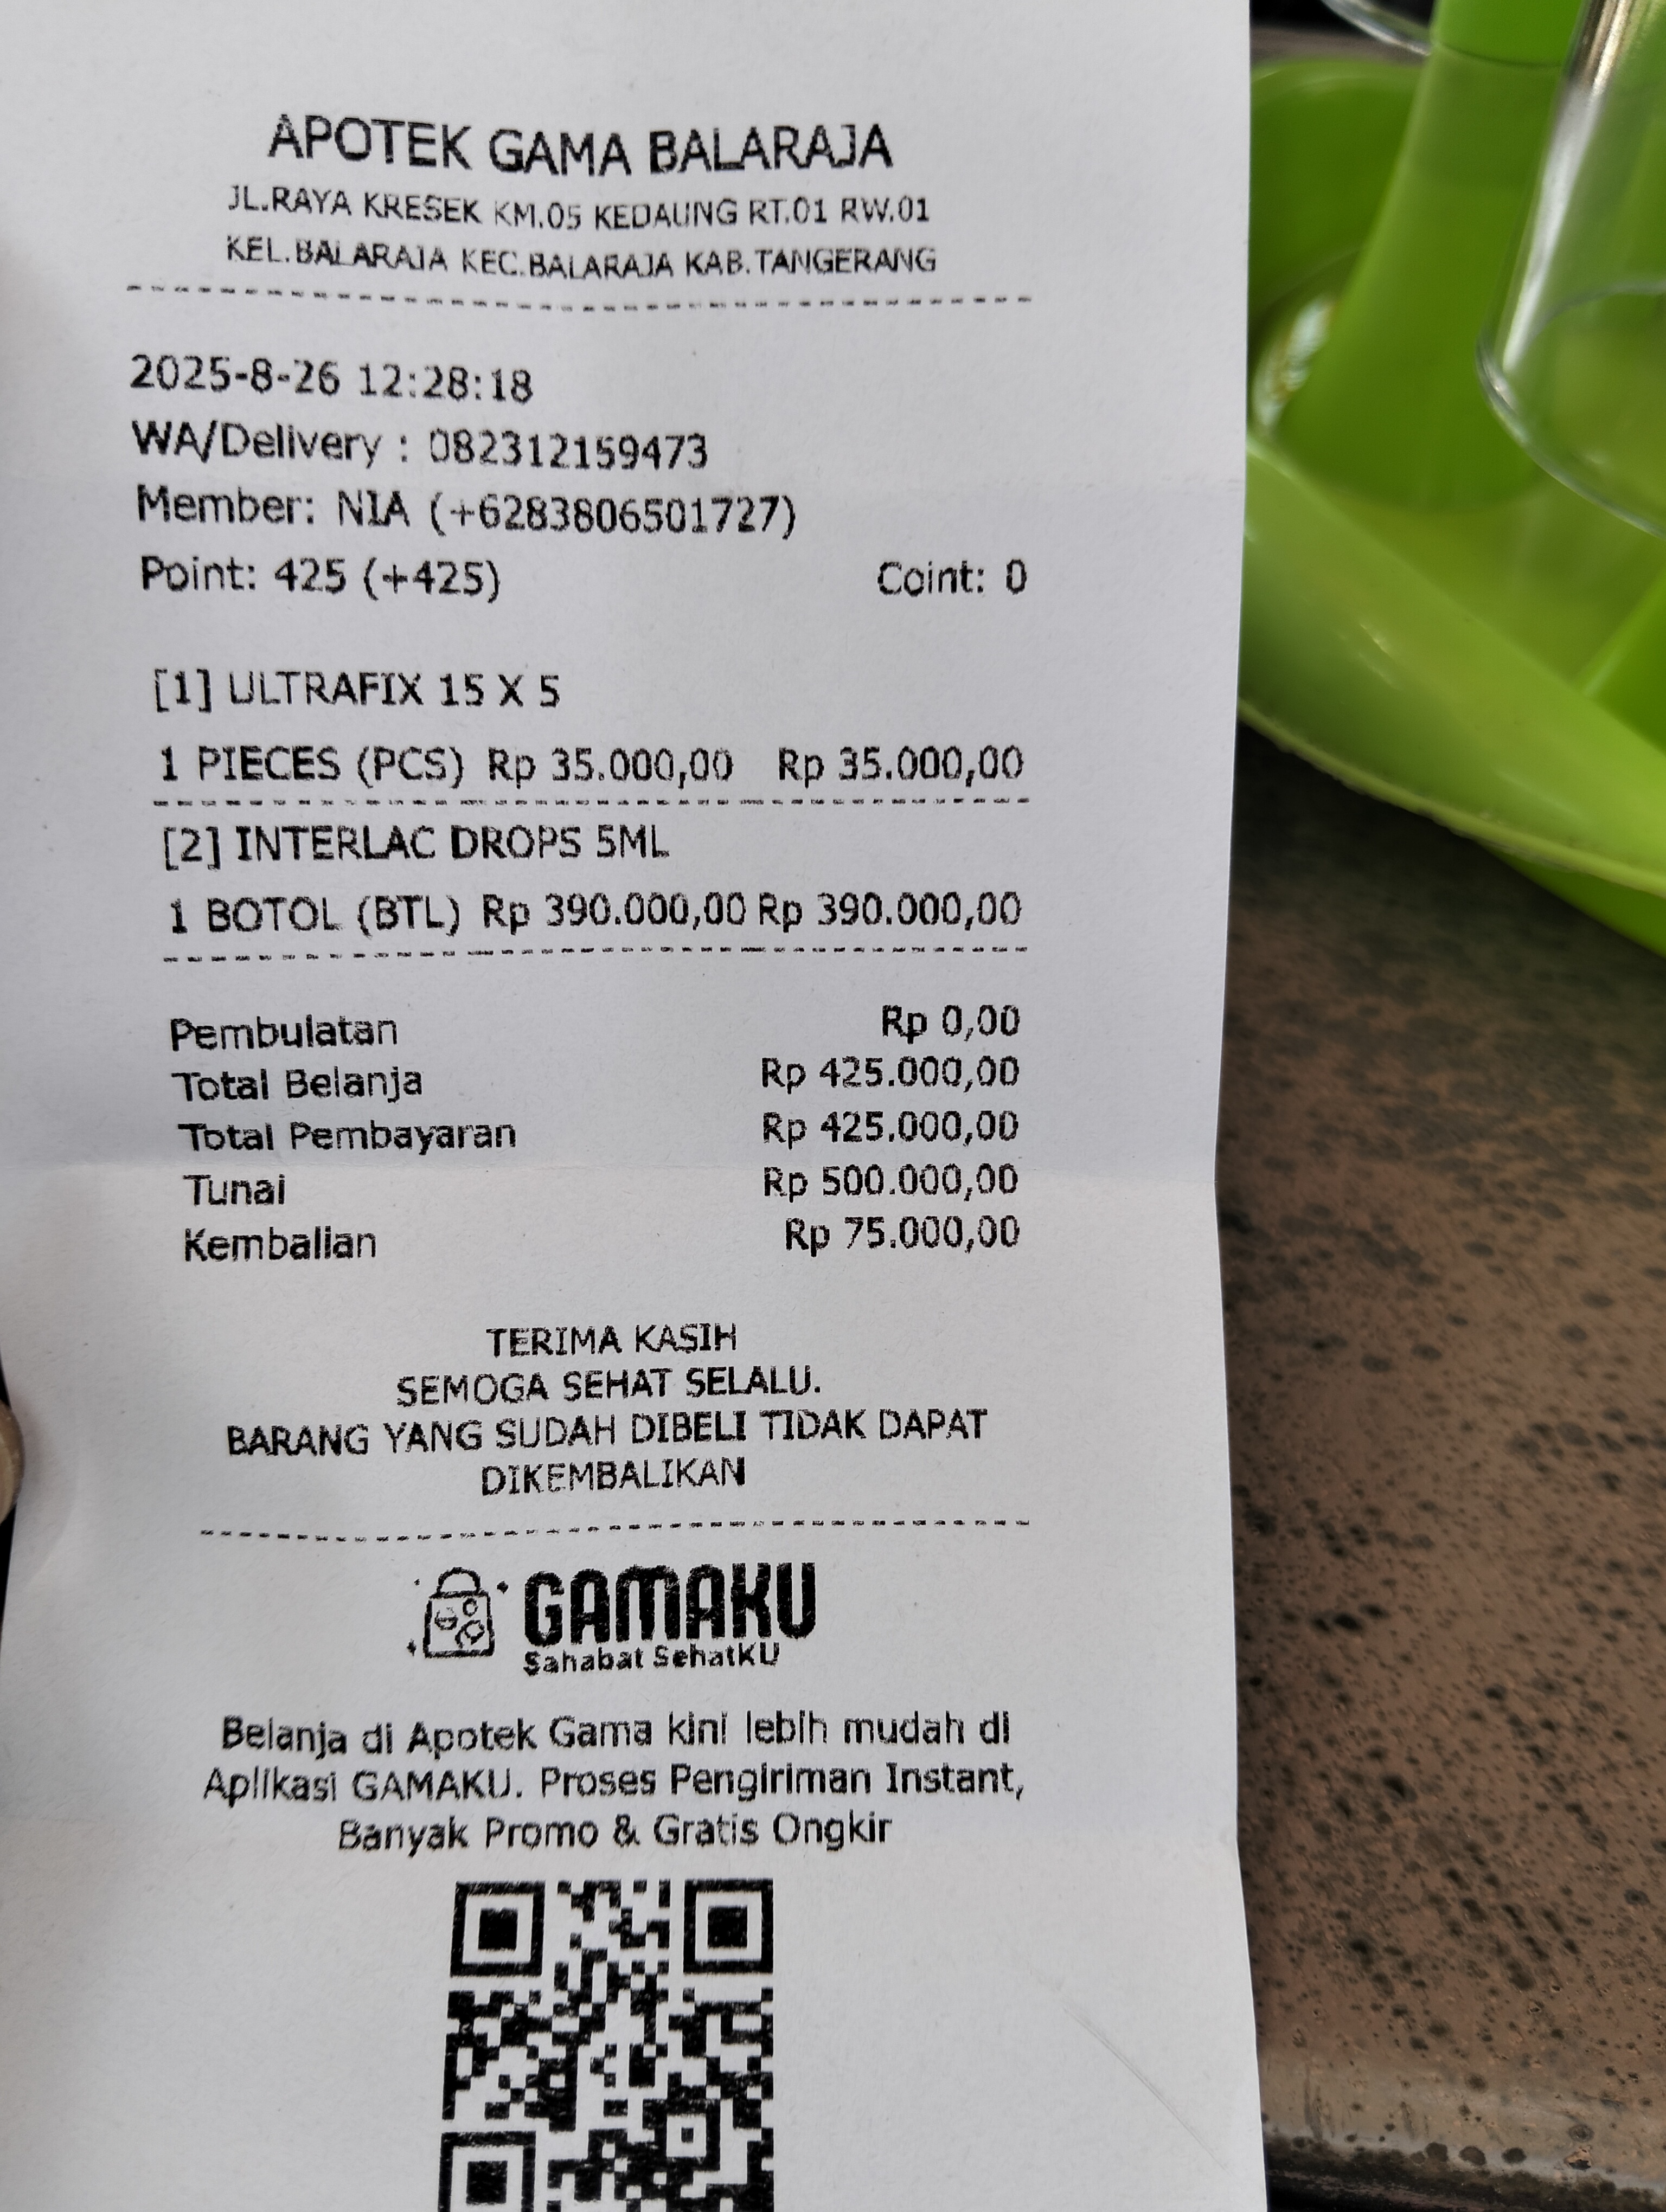 APOTEK GAMA BALARAJA
JL.RAYA KRESEK KM.05 KEDAUNG RT.01 RW.01
KEL.BALARAJA KEC.BALARAJA KAB.TANGERANG
2025-8-26 12:28:18
WA/Delivery : 082312159473
Member: NIA (+6283806501727)
Point: 425 (+425) Coint: 0
[1] ULTRAFIX 15 X 5
1 PIECES (PCS) Rp 35.000,00 Rp 35.000,00
[2] INTERLAC DROPS 5ML
1 BOTOL (BTL) Rp 390.000,00 Rp 390.000,00
Pembulatan Rp 0,00
Total Belanja Rp 425.000,00
Total Pembayaran Rp 425.000,00
Tunai Rp 500.000,00
Kembalian Rp 75.000,00
TERIMA KASIH
SEMOGA SEHAT SELALU.
BARANG YANG SUDAH DIBELI TIDAK DAPAT
DIKEMBALIKAN
GAMAKU
Sahabat SehatKU
Belanja di Apotek Gama kini lebih mudah di
Aplikasi GAMAKU. Proses Pengiriman Instant,
Banyak Promo & Gratis Ongkir